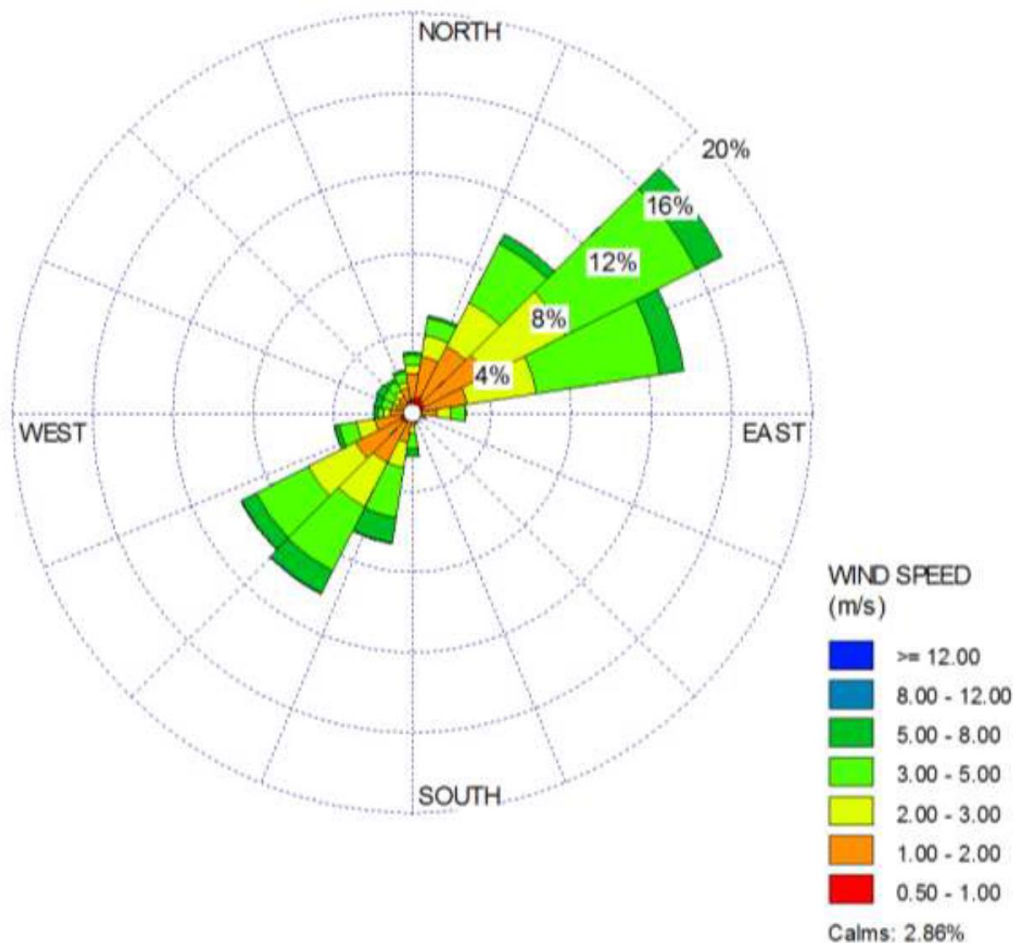 NORTH
20%
16%
12%
8%
4%
WEST
EAST
SOUTH
WIND SPEED
(m/s)
>= 12.00
8.00 - 12.00
5.00 - 8.00
3.00 - 5.00
2.00 - 3.00
1.00 - 2.00
0.50 - 1.00
Calms: 2.86%